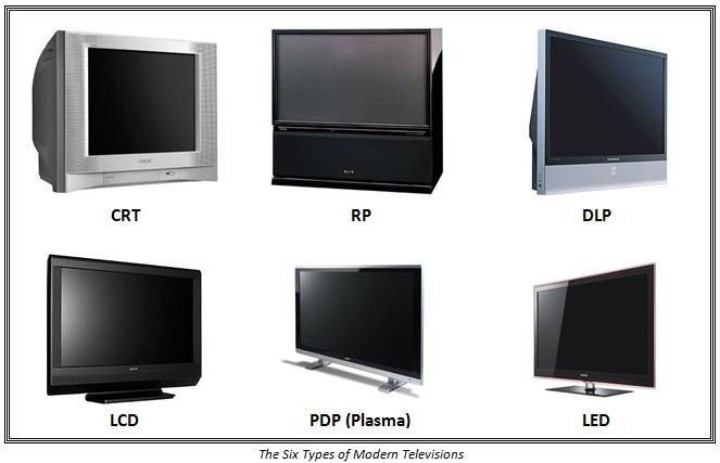 CRT
RP
DLP
LCD
PDP (Plasma)
LED
The Six Types of Modern Televisions